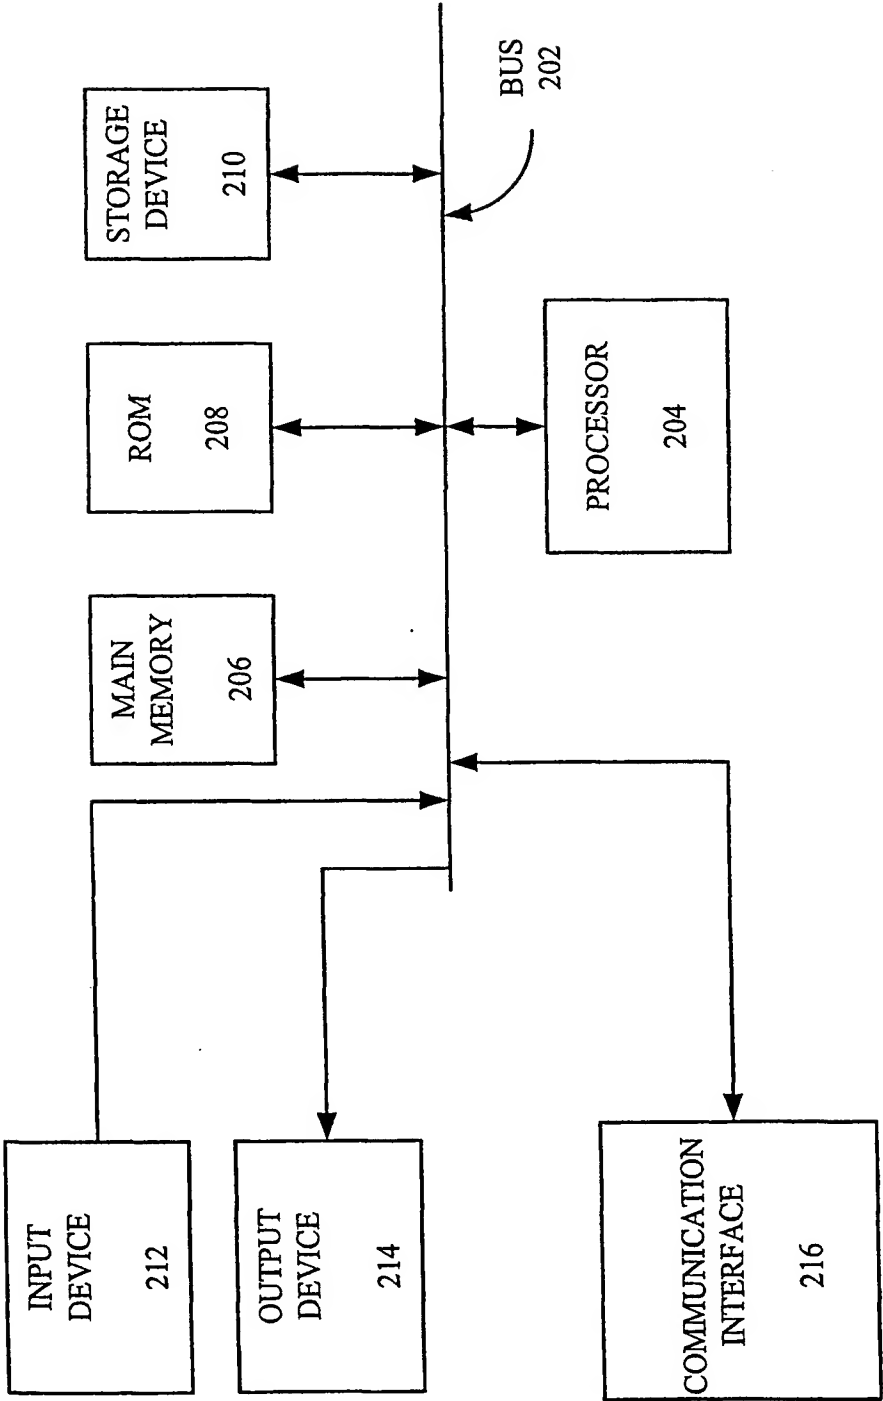 INPUT
DEVICE
212
MAIN
MEMORY
206
ROM
208
STORAGE
DEVICE
210
OUTPUT
DEVICE
214
BUS
202
COMMUNICATION
INTERFACE
216
PROCESSOR
204